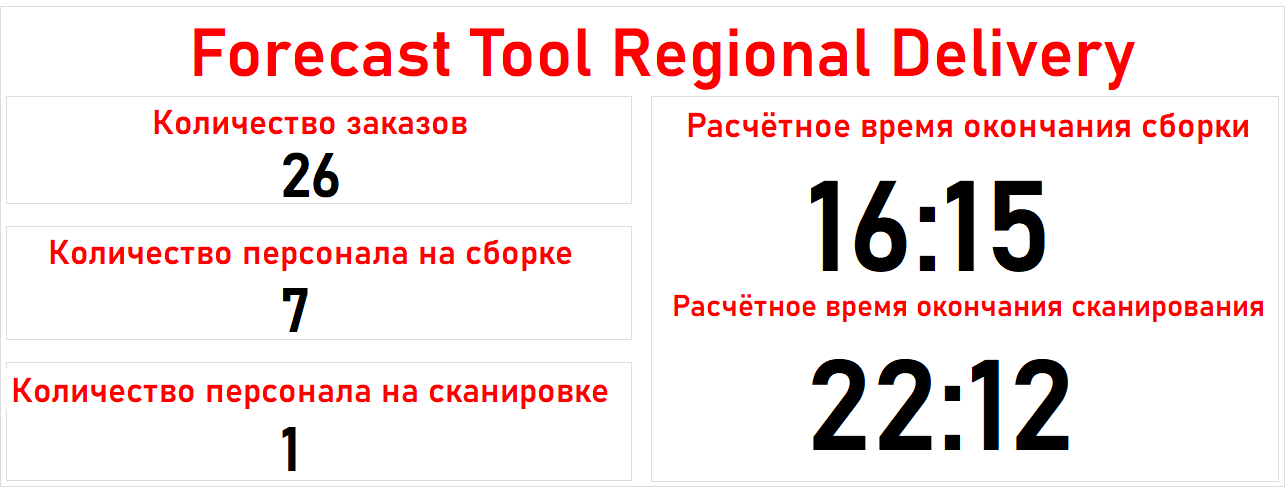 Forecast Tool Regional Delivery
Количество заказов
26
Количество персонала на сборке
7
Количество персонала на сканировке
1
Расчётное время окончания сборки
16:15
Расчётное время окончания сканирования
22:12